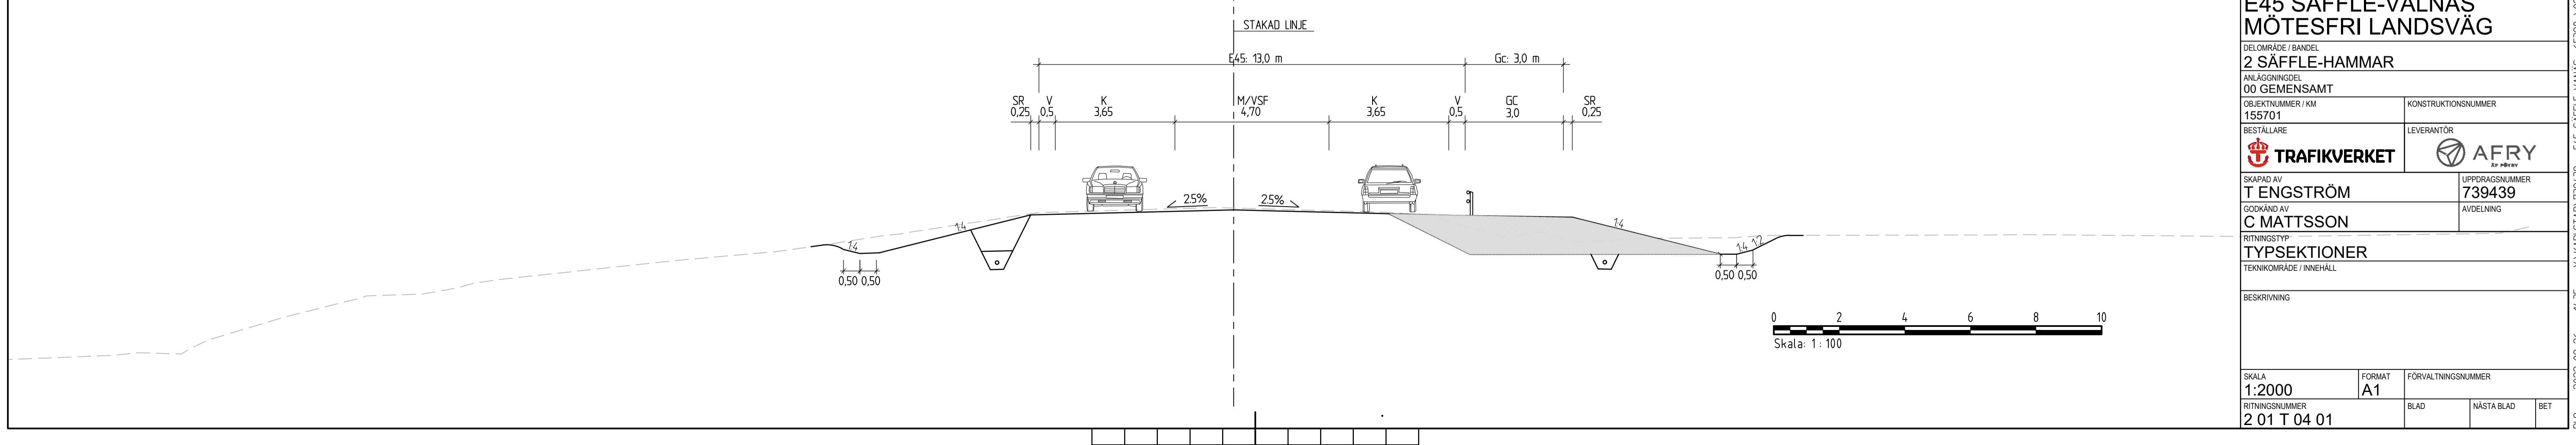 STAKAD LINJE
E45: 13,0 m
Gc: 3,0 m
SR V K M/VSF K V GC SR
0,25 0,5 3,65 4,70 3,65 0,5 3,0 0,25
2.5% 2.5%
1:4
1:4
1:4
1:4
1:2
0,50 0,50
0,50 0,50
0 2 4 6 8 10
Skala: 1 : 100
E45 SÄFFLE-VALNÄS
MÖTESFRI LANDSVÄG
DELOMRÅDE / BANDEL
2 SÄFFLE-HAMMAR
ANLÄGGNINGDEL
00 GEMENSAMT
OBJEKTNUMMER / KM
155701
KONSTRUKTIONSNUMMER
BESTÄLLARE
TRAFIKVERKET
LEVERANTÖR
AFRY
ÅF PÖYRY
SKAPAD AV
T ENGSTRÖM
UPPDRAGSNUMMER
739439
GODKÄND AV
C MATTSSON
AVDELNING
RITNINGSTYP
TYPSEKTIONER
TEKNIKOMRÅDE / INNEHÅLL
BESKRIVNING
SKALA
1:2000
FORMAT
A1
FÖRVALTNINGSNUMMER
RITNINGSNUMMER
2 01 T 04 01
BLAD
NÄSTA BLAD
BET